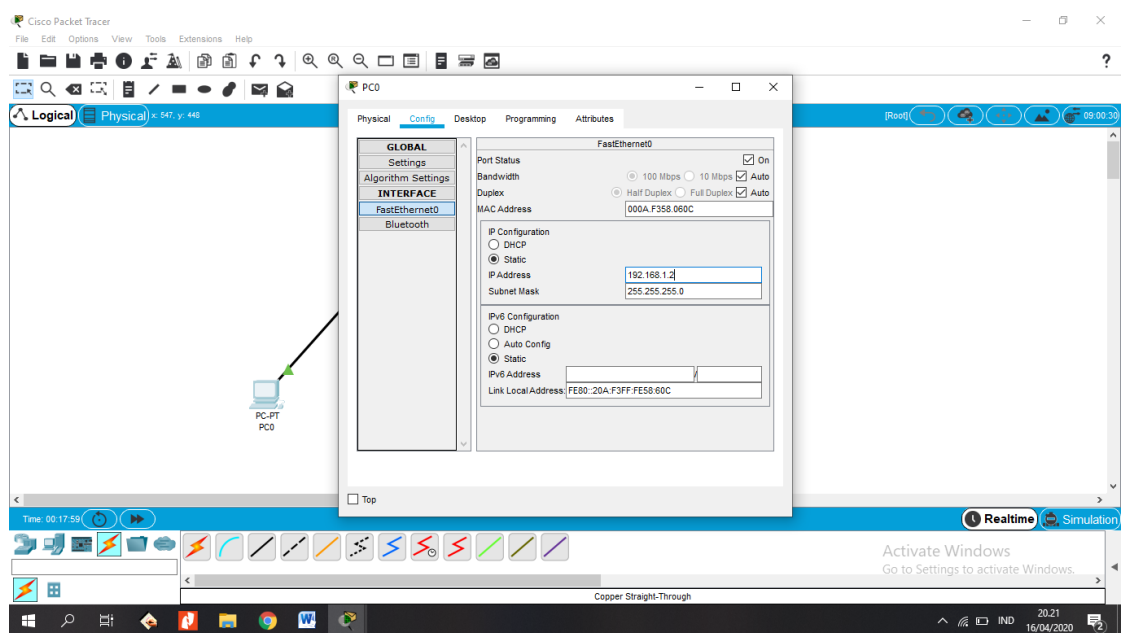 Cisco Packet Tracer
File Edit Options View Tools Extensions Help
?
Logical Physical x: 547, y: 448 [Root] 09:00:30
PC0
Physical Config Desktop Programming Attributes
GLOBAL
Settings
Algorithm Settings
INTERFACE
FastEthernet0
Bluetooth
FastEthernet0
Port Status On
Bandwidth 100 Mbps 10 Mbps Auto
Duplex Half Duplex Full Duplex Auto
MAC Address 000A.F358.060C
IP Configuration
DHCP
Static
IP Address 192.168.1.2
Subnet Mask 255.255.255.0
IPv6 Configuration
DHCP
Auto Config
Static
IPv6 Address /
Link Local Address: FE80::20A:F3FF:FE58:60C
Top
PC-PT
PC0
Time: 00:17:59 Realtime Simulation
Activate Windows
Go to Settings to activate Windows.
Copper Straight-Through
IND 20.21
16/04/2020 2